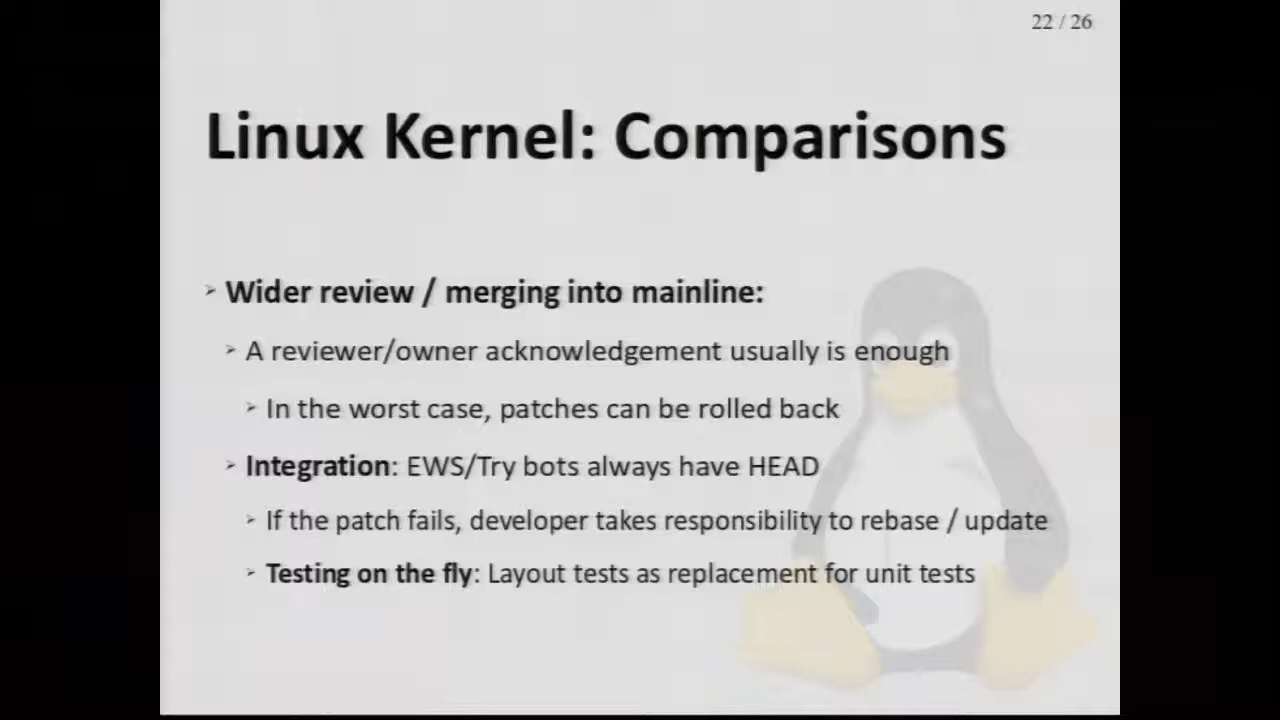 22 / 26
Linux Kernel: Comparisons
➢ Wider review / merging into mainline:
➢ A reviewer/owner acknowledgement usually is enough
➢ In the worst case, patches can be rolled back
➢ Integration: EWS/Try bots always have HEAD
➢ If the patch fails, developer takes responsibility to rebase / update
➢ Testing on the fly: Layout tests as replacement for unit tests